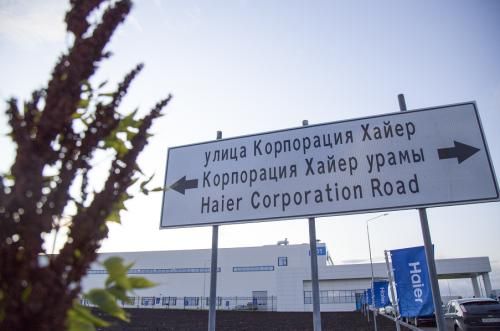 улица Корпорация Хайер
Корпорация Хайер урамы
Haier Corporation Road
Haier